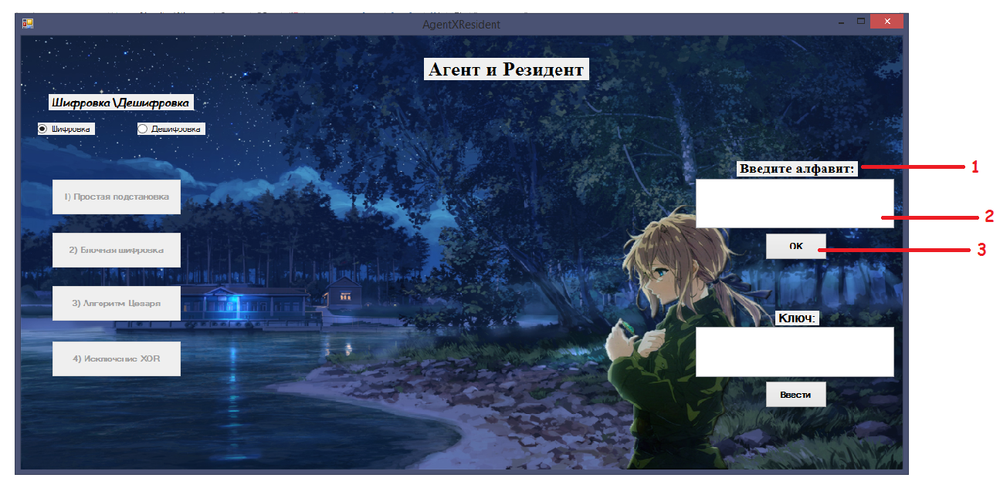 AgentXResident
Агент и Резидент
Шифровка \Дешифровка
Шифровка Дешифровка
Введите алфавит: 1
1) Простая подстановка
2
2) Блочная шифровка
OK 3
3) Алгоритм Цезаря
Ключ:
4) Исключение XOR
Ввести